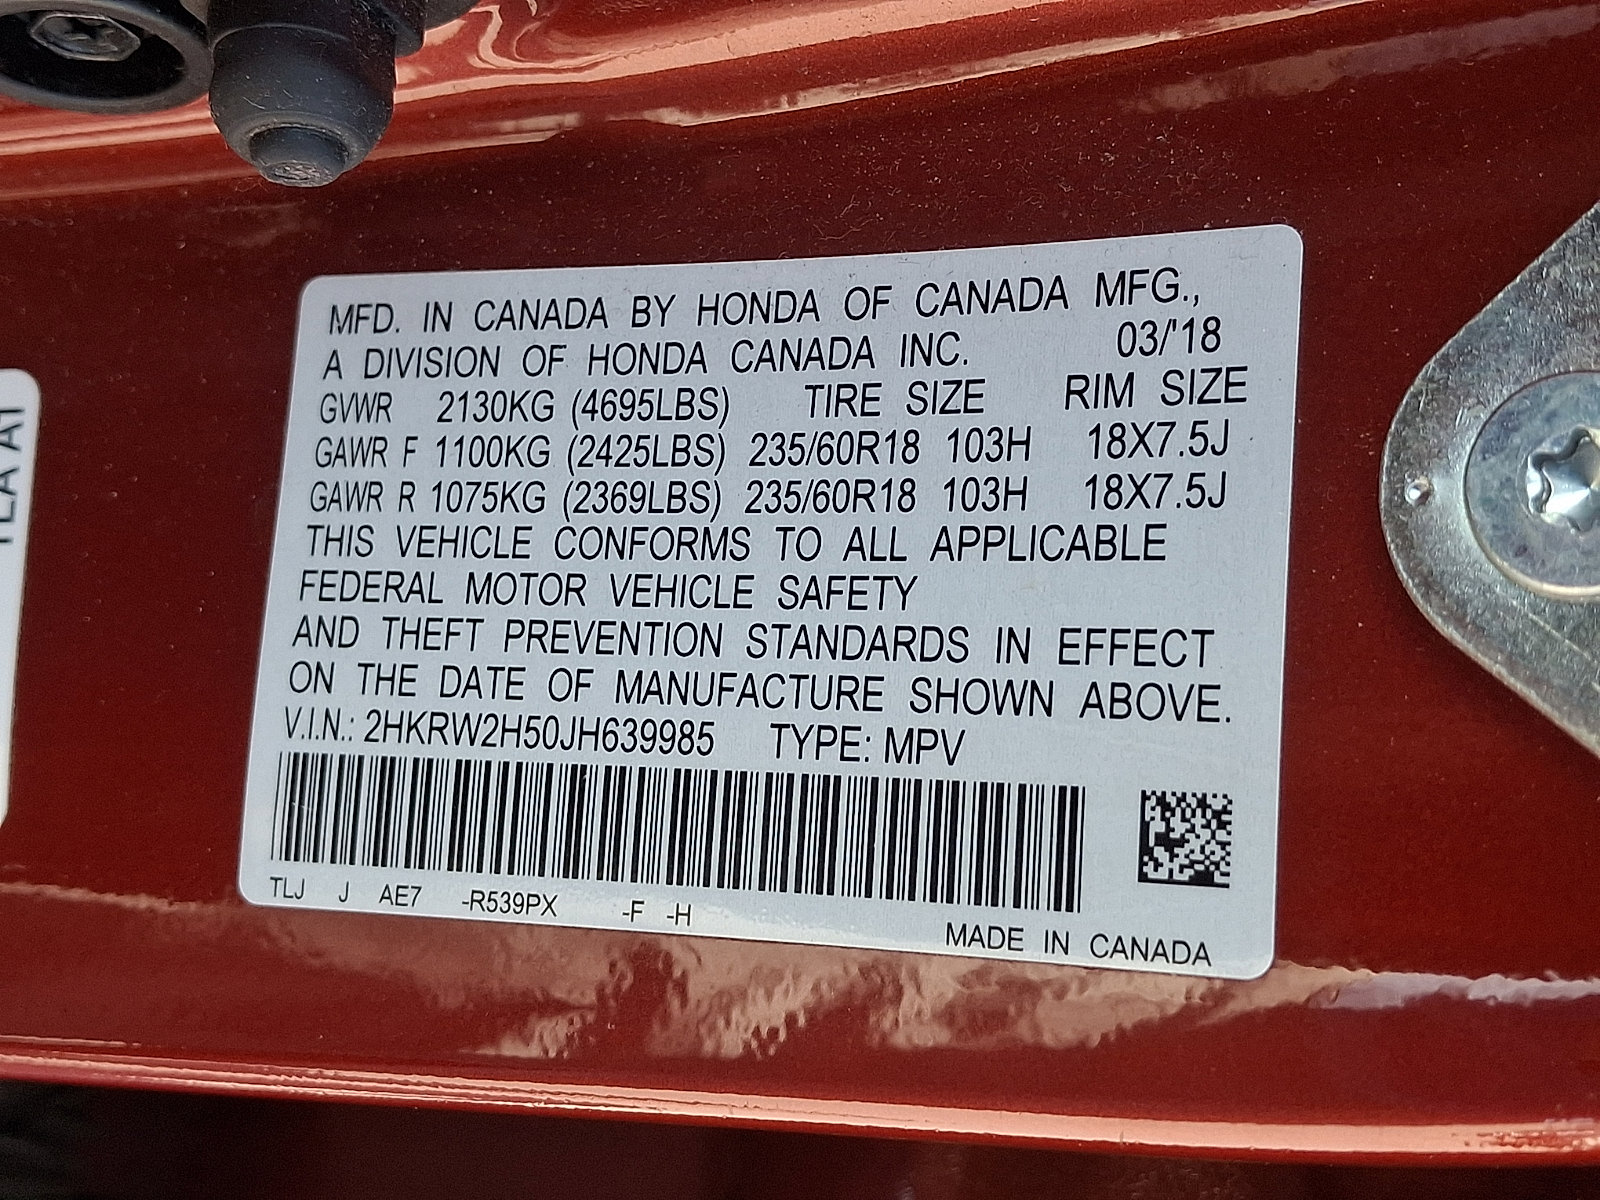 MFD. IN CANADA BY HONDA OF CANADA MFG.,
A DIVISION OF HONDA CANADA INC. 03/'18
GVWR 2130KG (4695LBS) TIRE SIZE RIM SIZE
GAWR F 1100KG (2425LBS) 235/60R18 103H 18X7.5J
GAWR R 1075KG (2369LBS) 235/60R18 103H 18X7.5J
THIS VEHICLE CONFORMS TO ALL APPLICABLE
FEDERAL MOTOR VEHICLE SAFETY
AND THEFT PREVENTION STANDARDS IN EFFECT
ON THE DATE OF MANUFACTURE SHOWN ABOVE.
V.I.N.: 2HKRW2H50JH639985 TYPE: MPV
TLJ J AE7 -R539PX -F -H
MADE IN CANADA